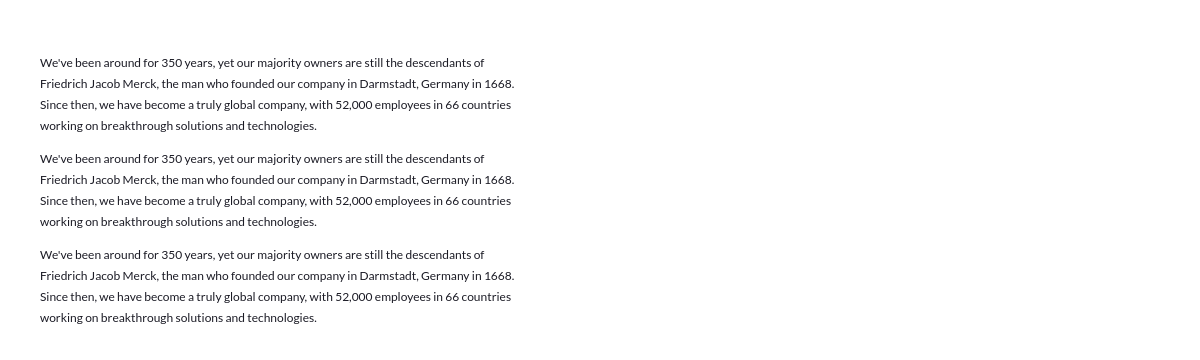 We've been around for 350 years, yet our majority owners are still the descendants of
Friedrich Jacob Merck, the man who founded our company in Darmstadt, Germany in 1668.
Since then, we have become a truly global company, with 52,000 employees in 66 countries
working on breakthrough solutions and technologies.
We've been around for 350 years, yet our majority owners are still the descendants of
Friedrich Jacob Merck, the man who founded our company in Darmstadt, Germany in 1668.
Since then, we have become a truly global company, with 52,000 employees in 66 countries
working on breakthrough solutions and technologies.
We've been around for 350 years, yet our majority owners are still the descendants of
Friedrich Jacob Merck, the man who founded our company in Darmstadt, Germany in 1668.
Since then, we have become a truly global company, with 52,000 employees in 66 countries
working on breakthrough solutions and technologies.